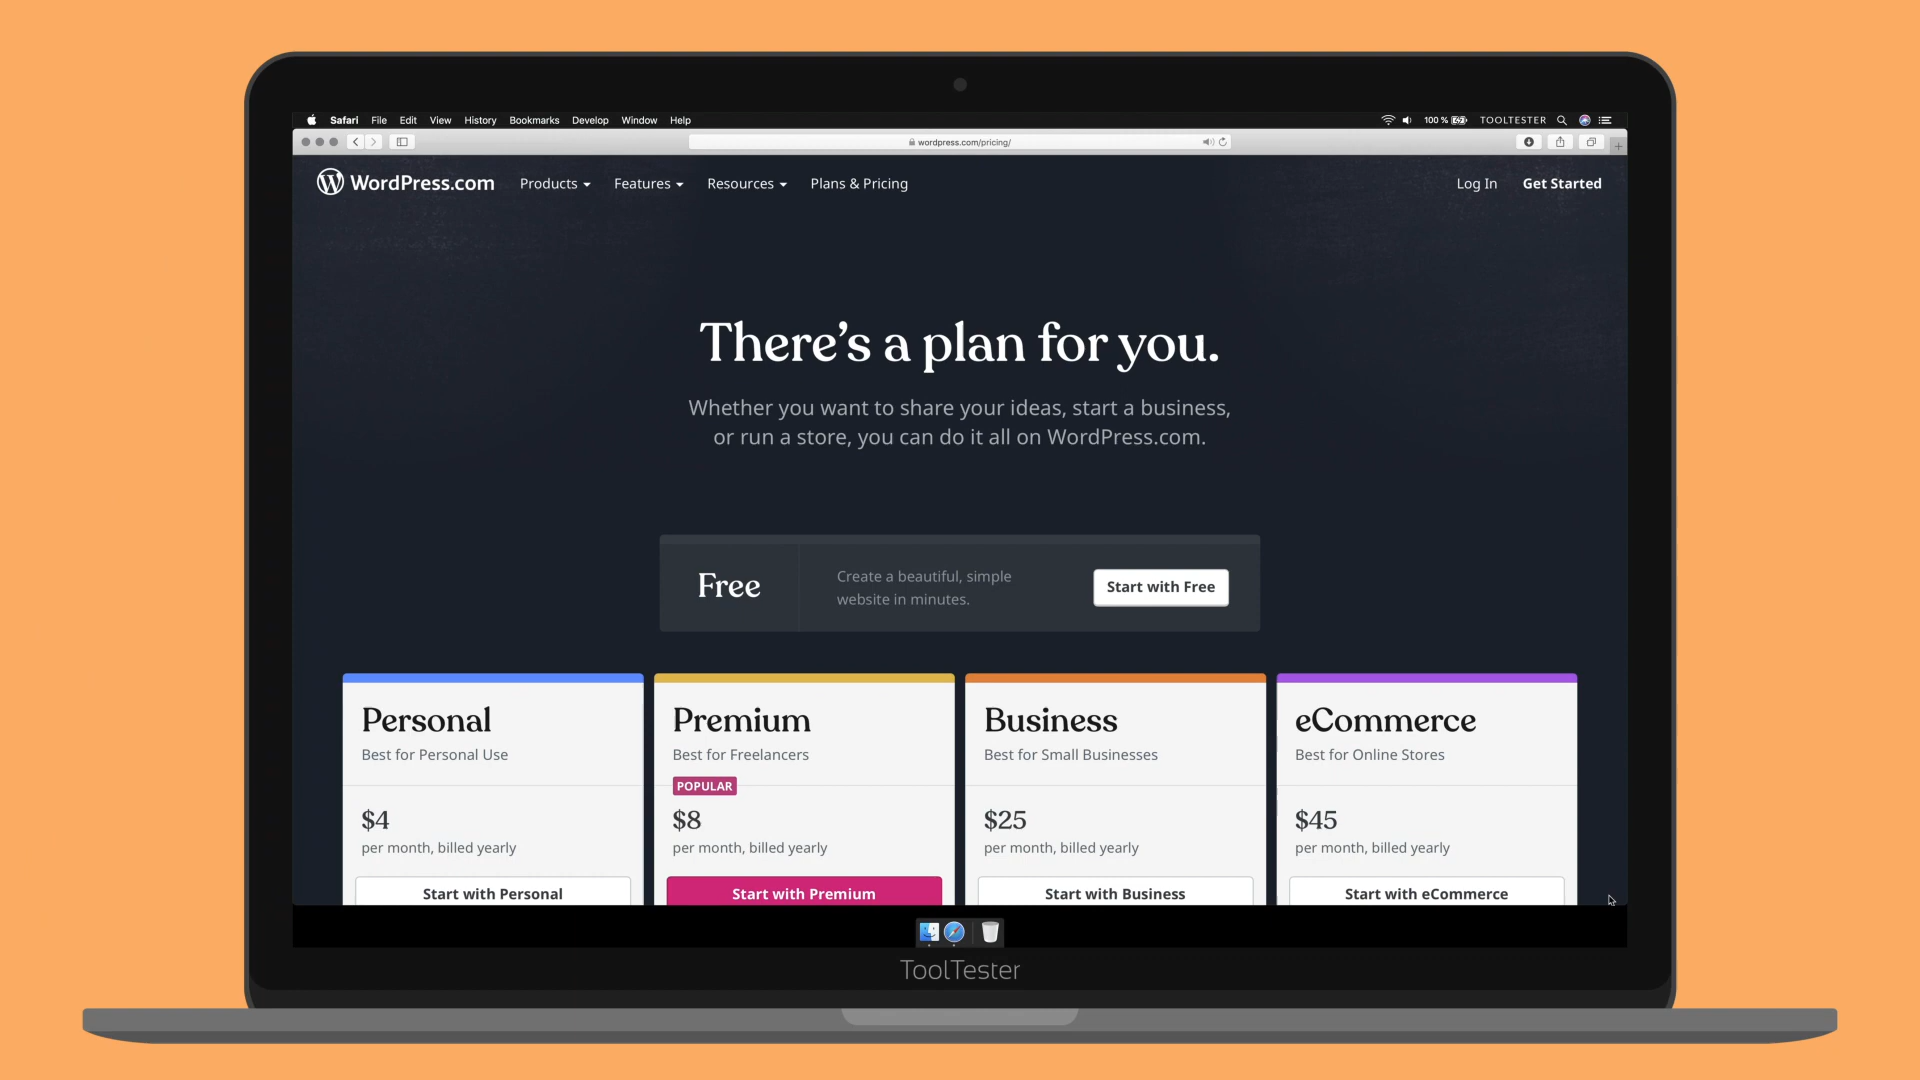 Safari File Edit View History Bookmarks Develop Window Help
100 % TOOLTESTER
wordpress.com/pricing/
WordPress.com Products Features Resources Plans & Pricing
Log In Get Started
There’s a plan for you.
Whether you want to share your ideas, start a business,
or run a store, you can do it all on WordPress.com.
Free
Create a beautiful, simple
website in minutes.
Start with Free
Personal
Best for Personal Use
$4
per month, billed yearly
Start with Personal
Premium
Best for Freelancers
POPULAR
$8
per month, billed yearly
Start with Premium
Business
Best for Small Businesses
$25
per month, billed yearly
Start with Business
eCommerce
Best for Online Stores
$45
per month, billed yearly
Start with eCommerce
ToolTester